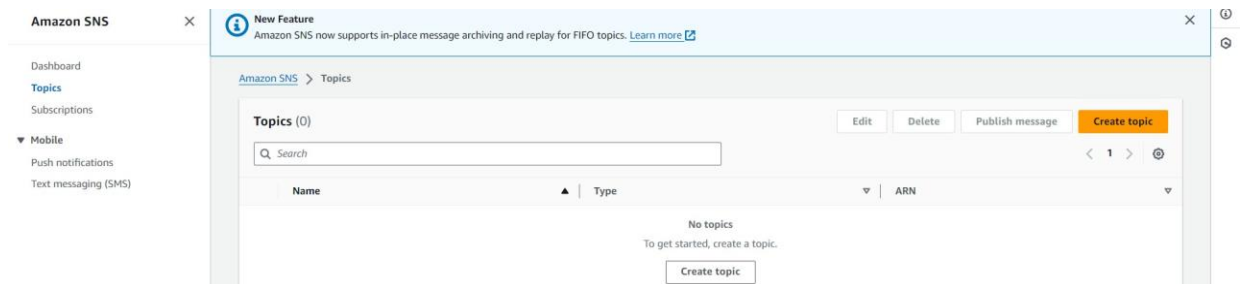 Amazon SNS
Dashboard
Topics
Subscriptions
Mobile
Push notifications
Text messaging (SMS)
New Feature
Amazon SNS now supports in-place message archiving and replay for FIFO topics. Learn more
Amazon SNS > Topics
Topics (0)
Edit Delete Publish message Create topic
Search
< 1 >
Name Type ARN
No topics
To get started, create a topic.
Create topic